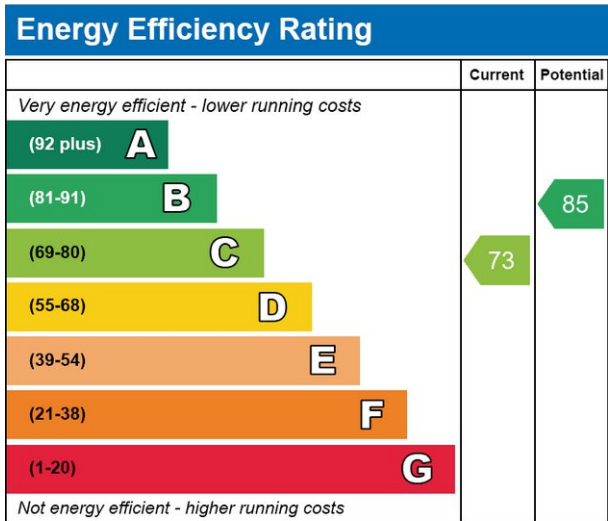 Energy Efficiency Rating
Current Potential
Very energy efficient - lower running costs
(92 plus) A
(81-91) B
85
(69-80) C
73
(55-68) D
(39-54) E
(21-38) F
(1-20) G
Not energy efficient - higher running costs